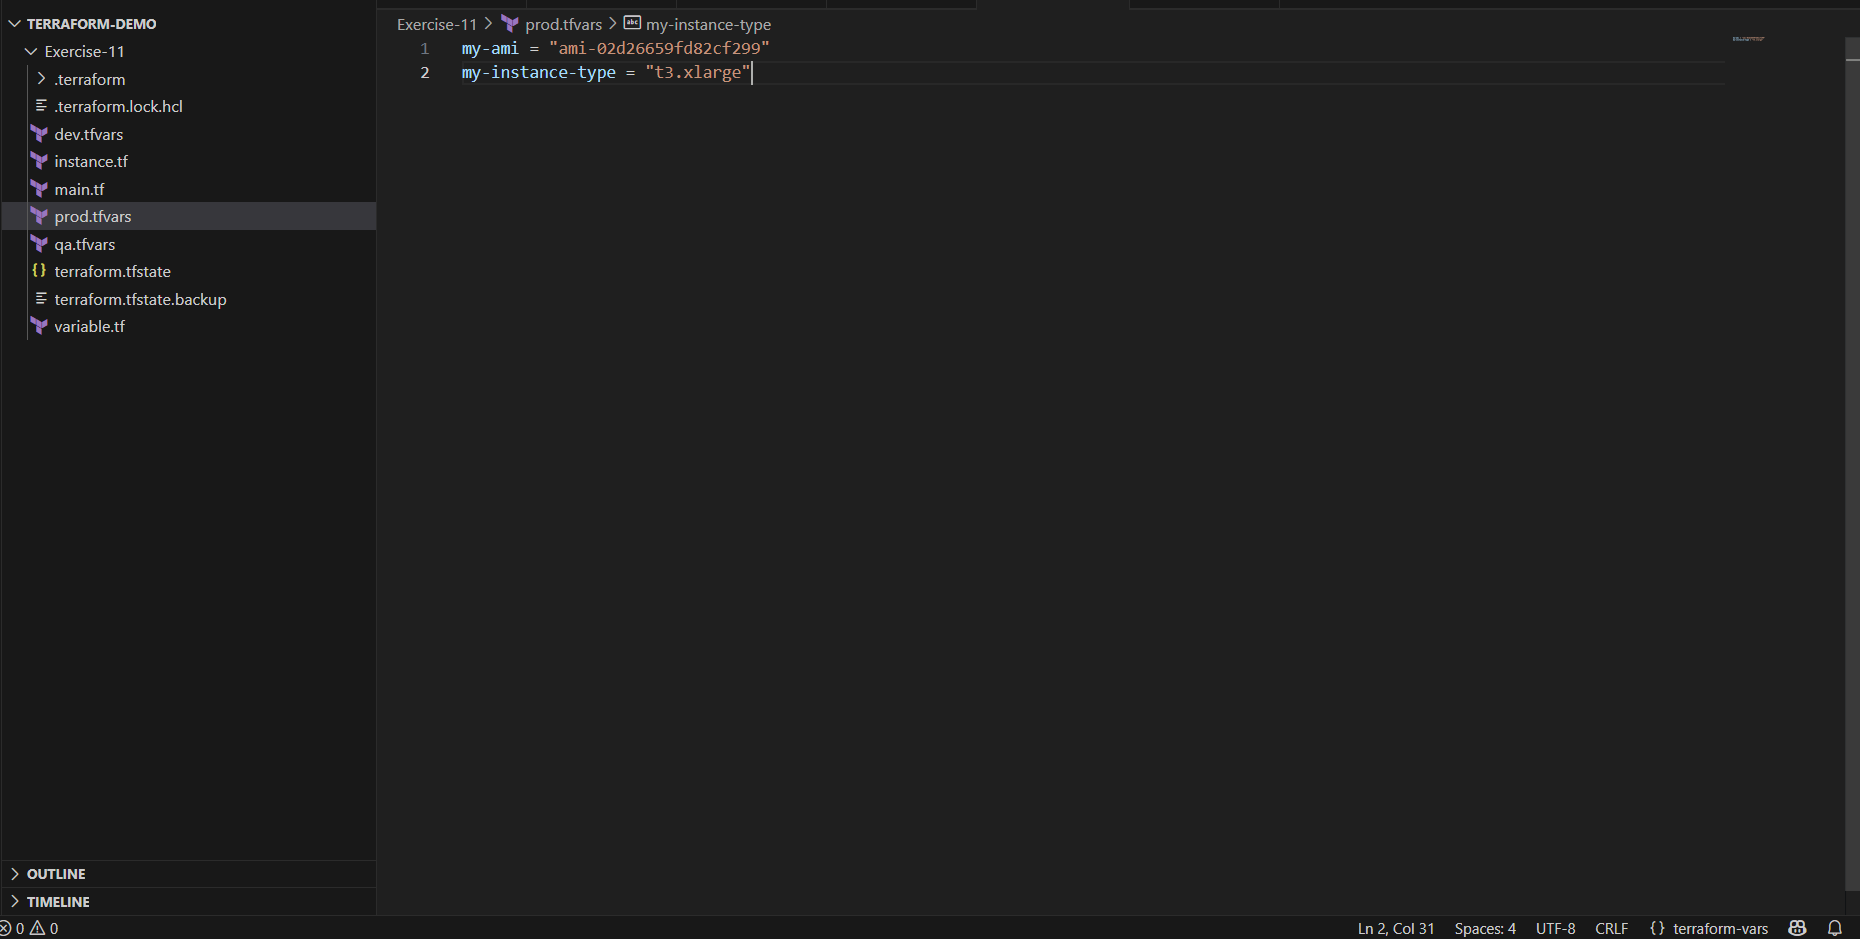 TERRAFORM-DEMO
Exercise-11
.terraform
.terraform.lock.hcl
dev.tfvars
instance.tf
main.tf
prod.tfvars
qa.tfvars
terraform.tfstate
terraform.tfstate.backup
variable.tf
OUTLINE
TIMELINE
Exercise-11 > prod.tfvars > abc my-instance-type
1 my-ami = "ami-02d26659fd82cf299"
2 my-instance-type = "t3.xlarge"
0 0 Ln 2, Col 31 Spaces: 4 UTF-8 CRLF {} terraform-vars